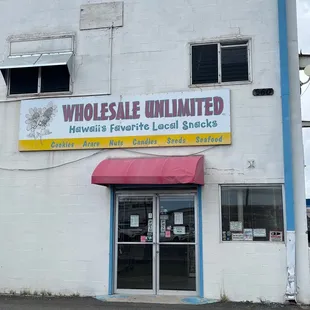 WHOLESALE UNLIMITED
Hawaii's Favorite Local Snacks
Cookies Arare Nuts Candies Seeds Seafood